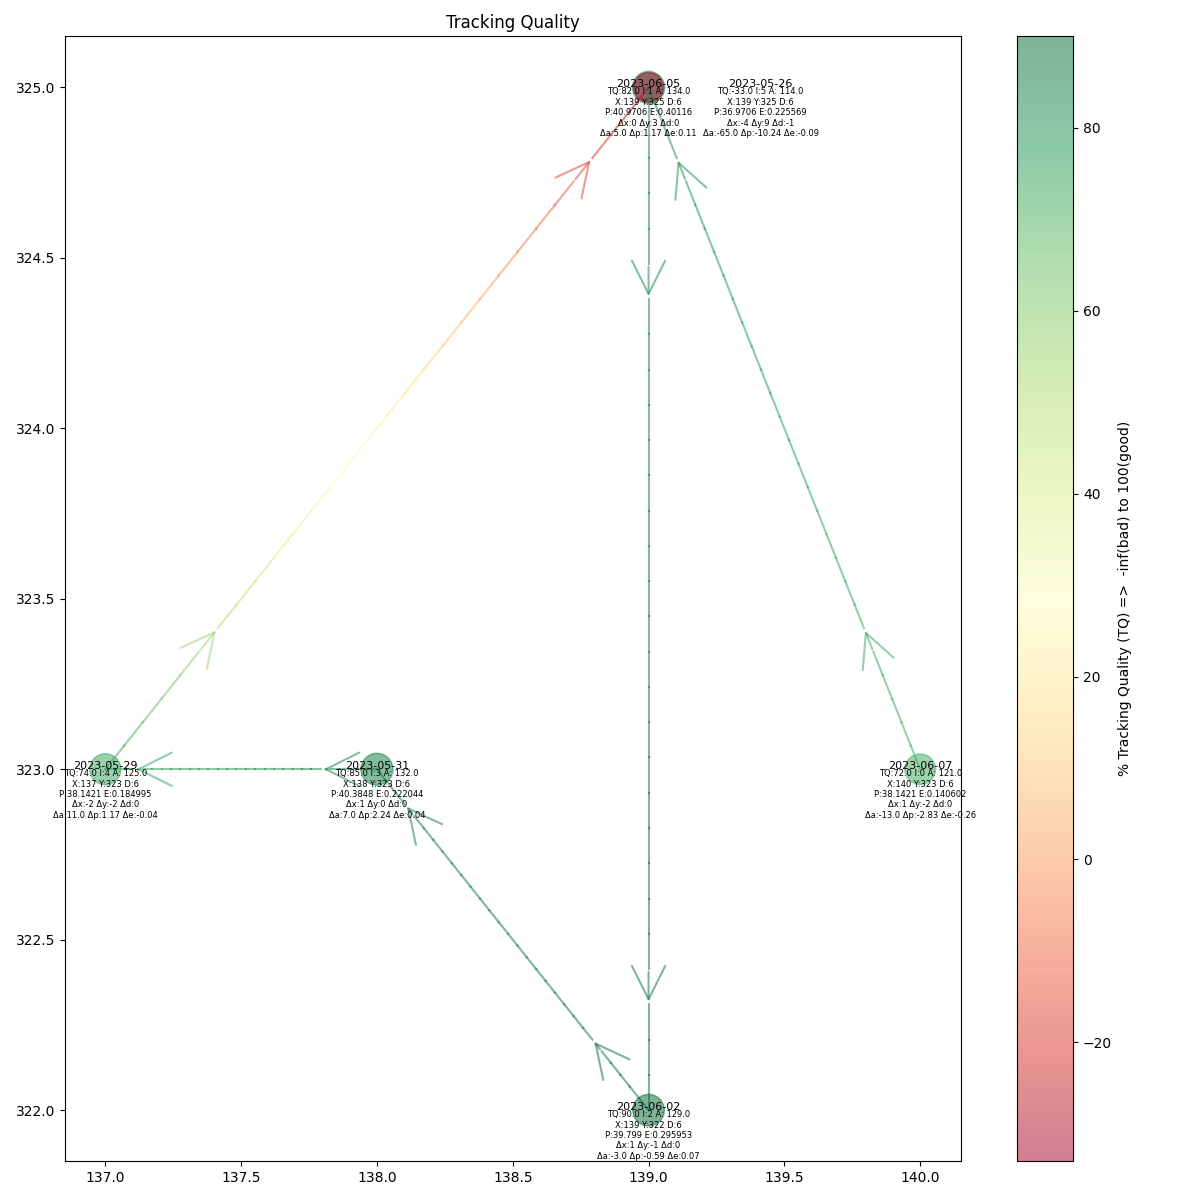 Tracking Quality
2023-06-05
TQ:82.0 I:1 A: 134.0
X:139 Y:325 D:6
P:40.9706 E:0.40116
Δx:0 Δy:3 Δd:0
Δa:5.0 Δp:1.17 Δe:0.11
2023-05-26
TQ:-33.0 I:5 A: 114.0
X:139 Y:325 D:6
P:36.9706 E:0.225569
Δx:-4 Δy:9 Δd:-1
Δa:-65.0 Δp:-10.24 Δe:-0.09
2023-05-29
TQ:74.0 I:4 A: 125.0
X:137 Y:323 D:6
P:38.1421 E:0.184995
Δx:-2 Δy:-2 Δd:0
Δa:11.0 Δp:1.17 Δe:-0.04
2023-05-31
TQ:85.0 I:3 A: 132.0
X:138 Y:323 D:6
P:40.3848 E:0.222044
Δx:1 Δy:0 Δd:0
Δa:7.0 Δp:2.24 Δe:0.04
2023-06-07
TQ:72.0 I:0 A: 121.0
X:140 Y:323 D:6
P:38.1421 E:0.140602
Δx:1 Δy:-2 Δd:0
Δa:-13.0 Δp:-2.83 Δe:-0.26
2023-06-02
TQ:90.0 I:2 A: 129.0
X:139 Y:322 D:6
P:39.799 E:0.295953
Δx:1 Δy:-1 Δd:0
Δa:-3.0 Δp:-0.59 Δe:0.07
325.0
324.5
324.0
323.5
323.0
322.5
322.0
137.0
137.5
138.0
138.5
139.0
139.5
140.0
80
60
40
20
0
−20
% Tracking Quality (TQ) => -inf(bad) to 100(good)